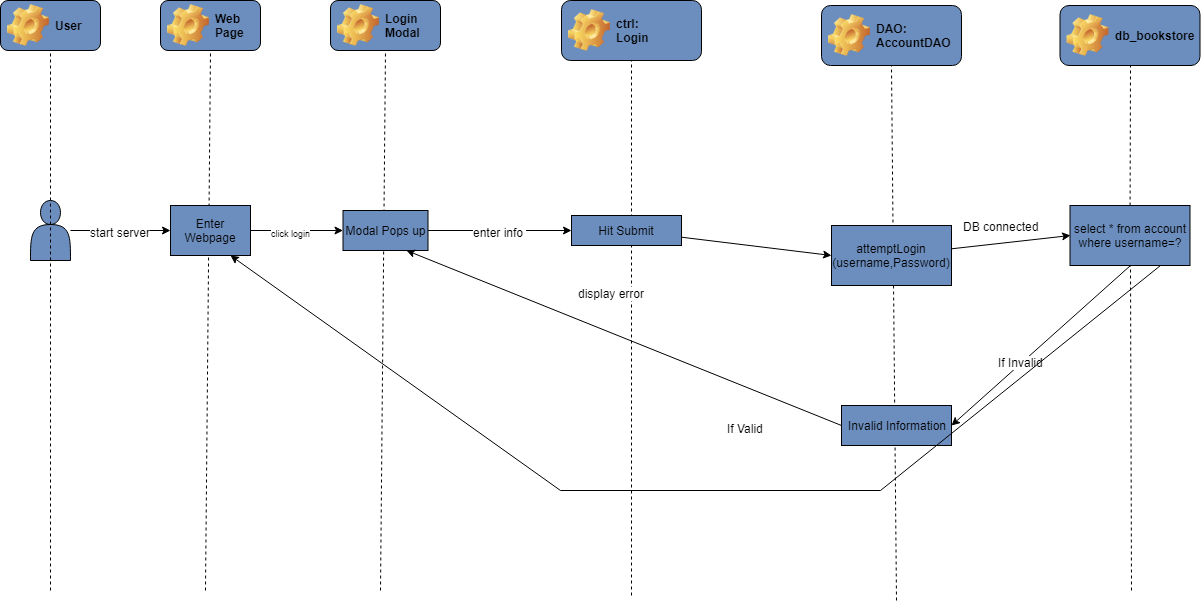 User
Web
Page
Login
Modal
ctrl:
Login
DAO:
AccountDAO
db_bookstore
start server
Enter
Webpage
click login
Modal Pops up
enter info
Hit Submit
attemptLogin
(username,Password)
DB connected
select * from account
where username=?
display error
If Invalid
Invalid Information
If Valid